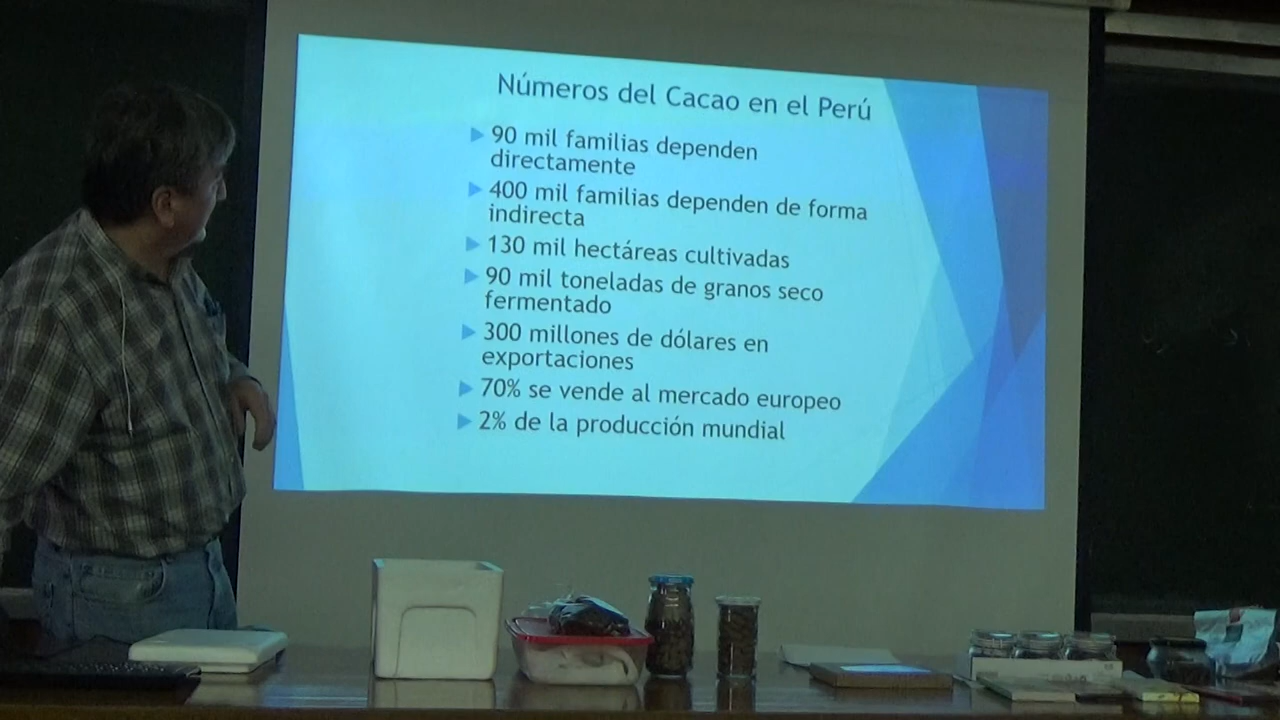 Números del Cacao en el Perú
90 mil familias dependen
directamente
400 mil familias dependen de forma
indirecta
130 mil hectáreas cultivadas
90 mil toneladas de granos seco
fermentado
300 millones de dólares en
exportaciones
70% se vende al mercado europeo
2% de la producción mundial